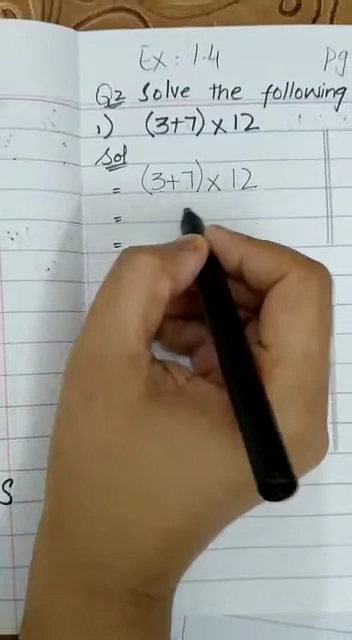 Ex : 1.4 Pg
Q2 Solve the following
1) (3+7) × 12
Sol
= (3+7) × 12
=
=
S